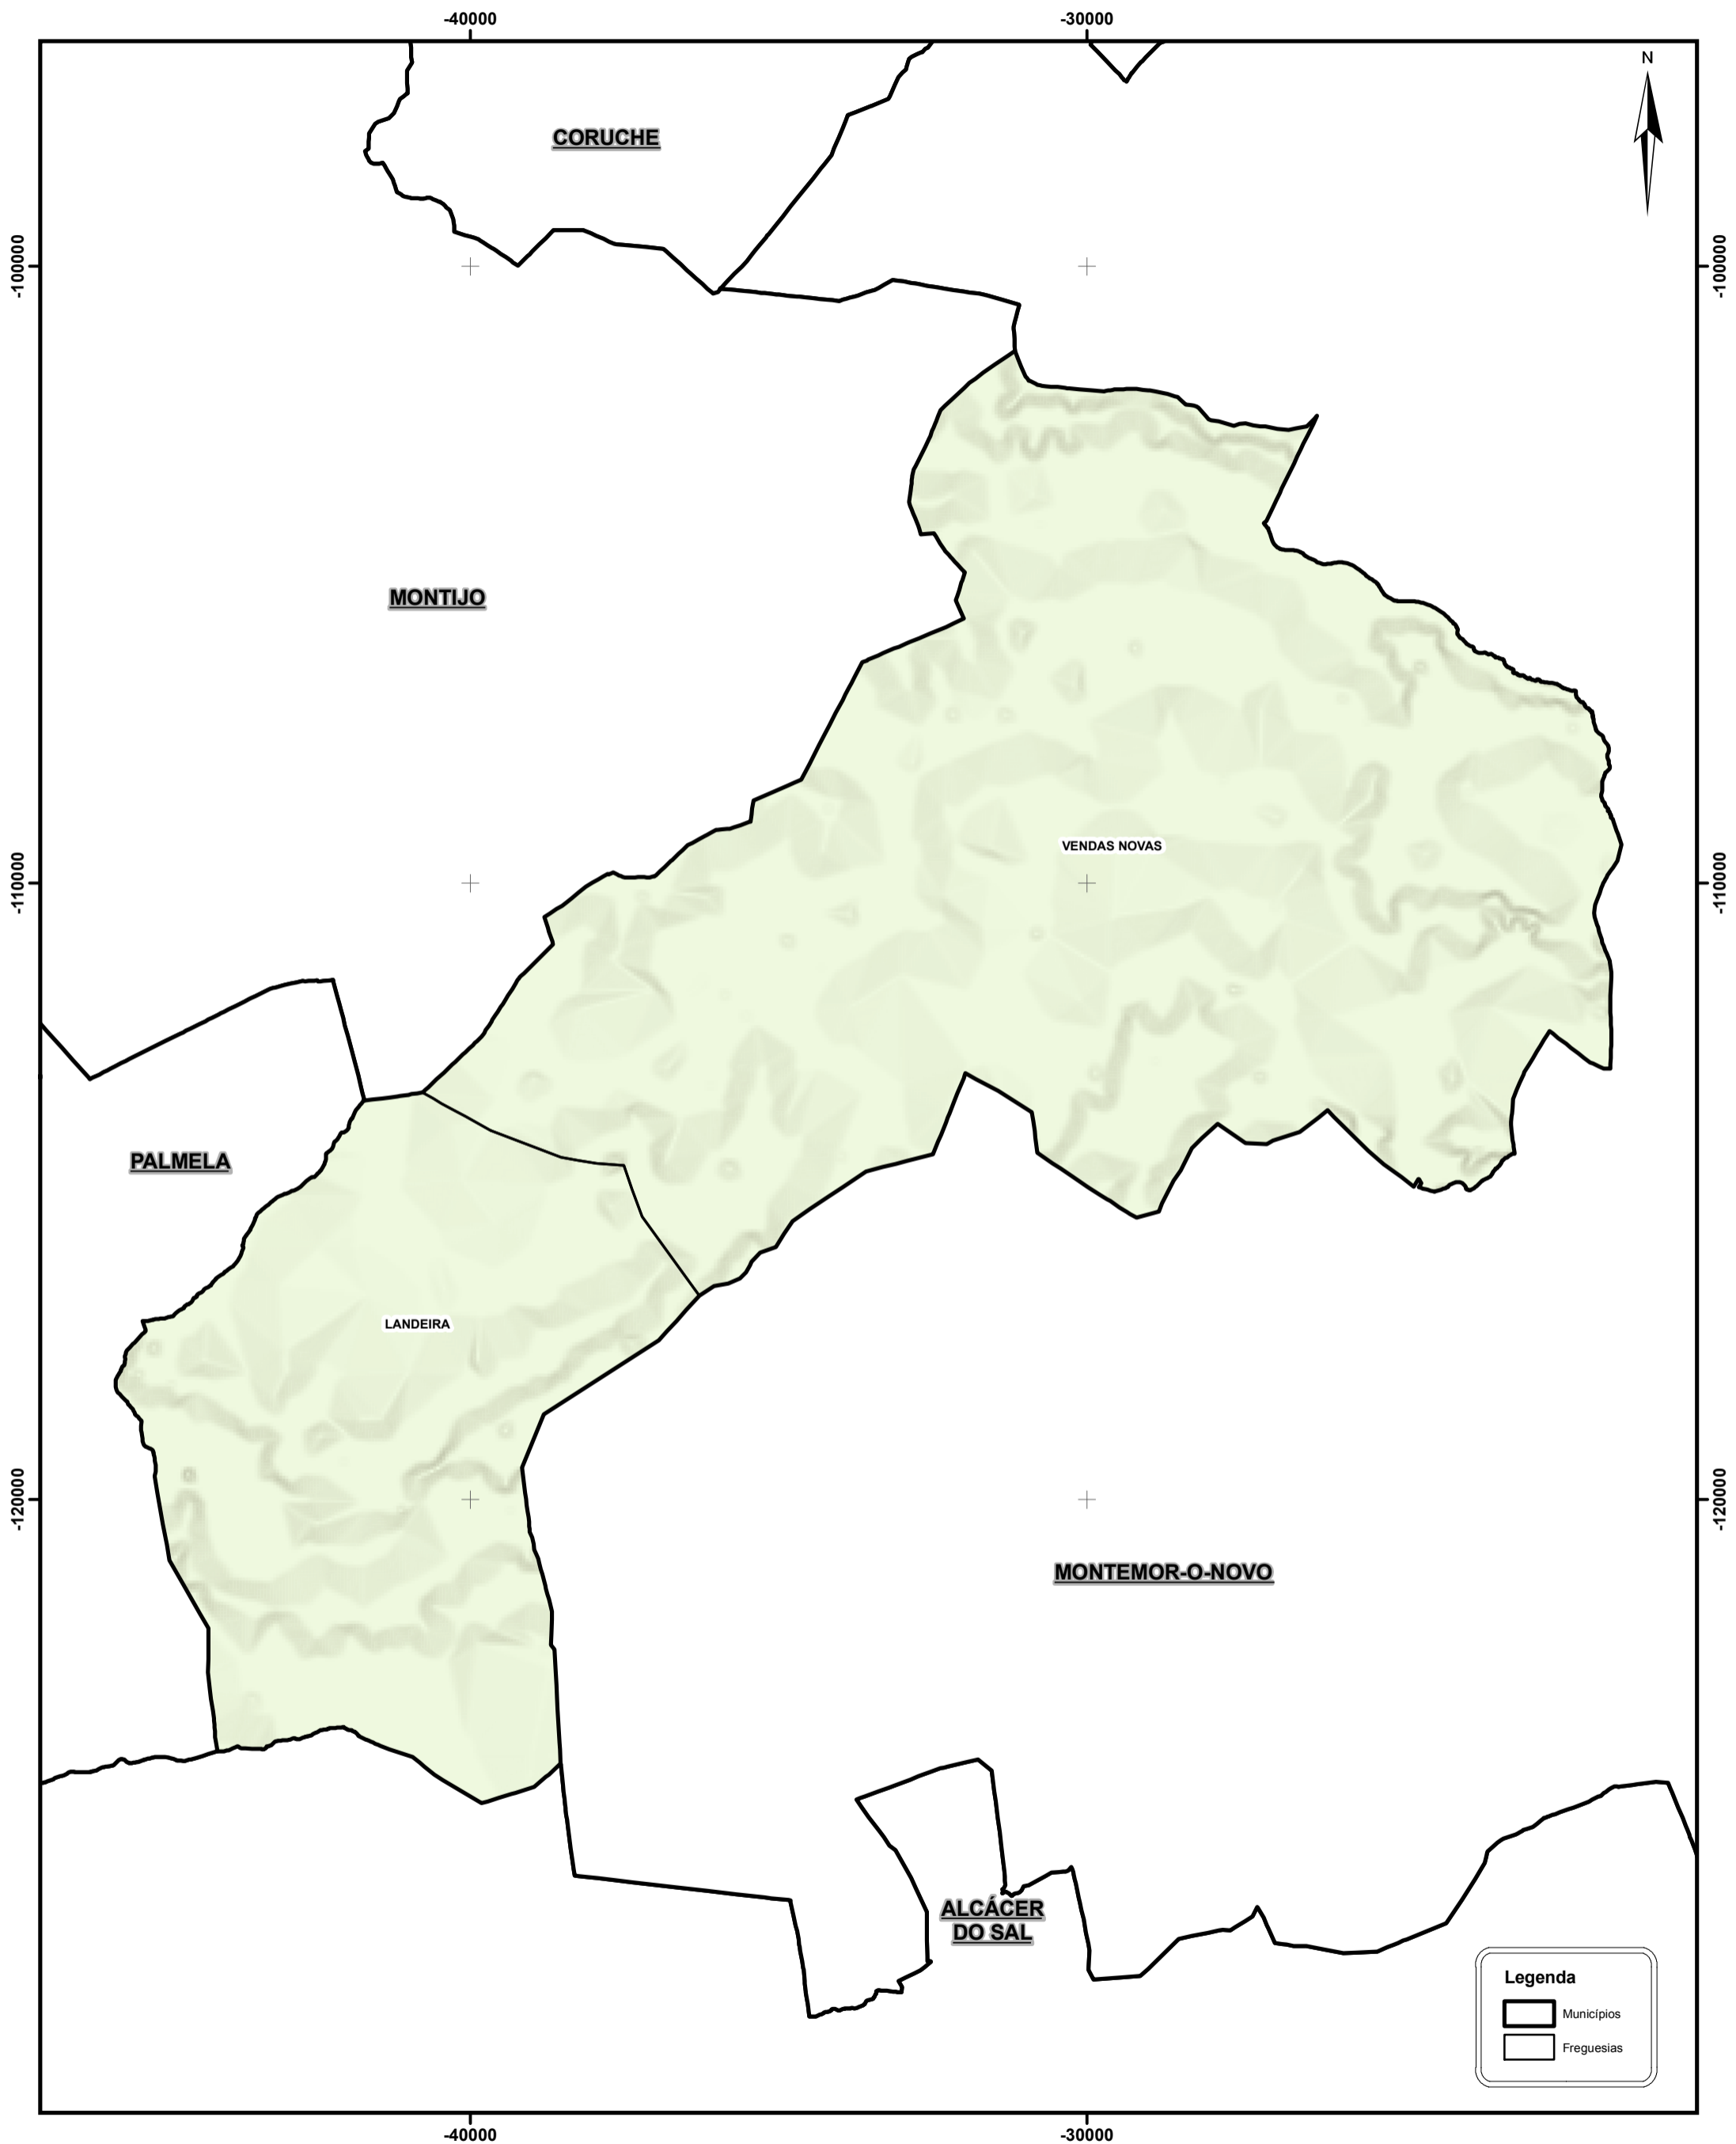 -40000
-30000
N
CORUCHE
-100000
-100000
MONTIJO
VENDAS NOVAS
-110000
-110000
PALMELA
LANDEIRA
-120000
-120000
MONTEMOR-O-NOVO
ALCÁCER
DO SAL
Legenda
Municípios
Freguesias
-40000
-30000